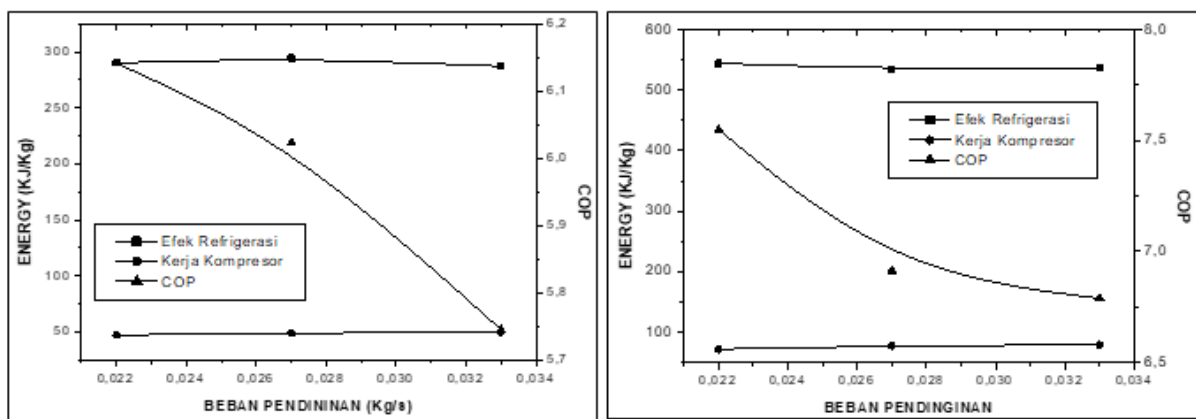 6,2
300
6,1
250
200
6,0
150
5,9
100
5,8
50
5,7
ENERGY (KJ/Kg)
COP
Efek Refrigerasi
Kerja Kompresor
COP
0,022 0,024 0,026 0,028 0,030 0,032 0,034
BEBAN PENDININAN (Kg/s)
600
8,0
500
400
7,5
300
7,0
200
100
6,5
ENERGY (KJ/Kg)
COP
Efek Refrigerasi
Kerja Kompresor
COP
0,022 0,024 0,026 0,028 0,030 0,032 0,034
BEBAN PENDINGINAN